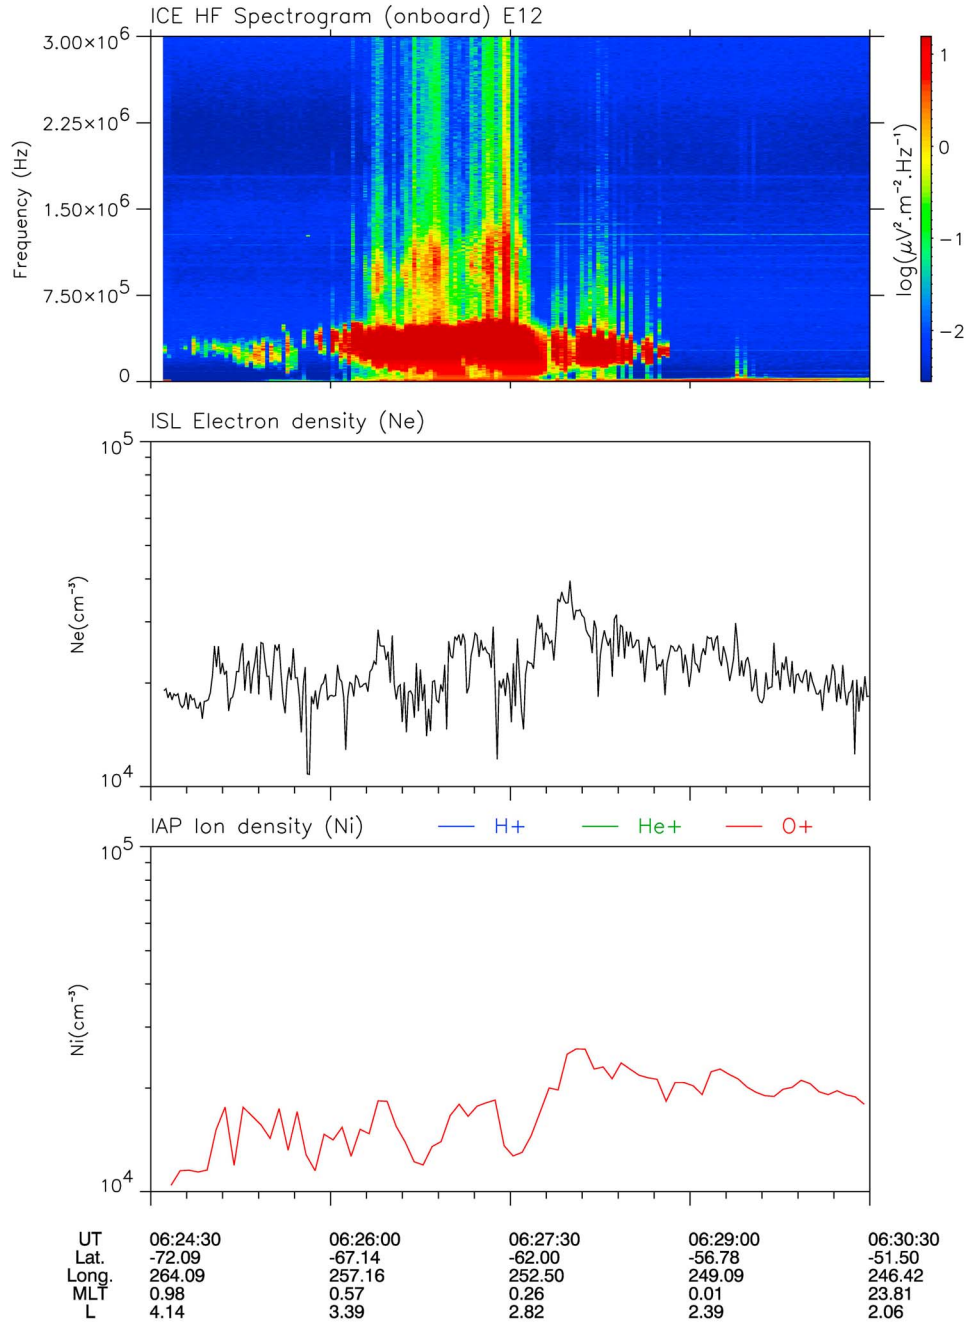 ICE HF Spectrogram (onboard) E12
3.00×10⁶
2.25×10⁶
1.50×10⁶
7.50×10⁵
0
Frequency (Hz)
1
0
−1
−2
log(μV².m⁻².Hz⁻¹)
ISL Electron density (Ne)
10⁵
10⁴
Ne(cm⁻³)
IAP Ion density (Ni) H+ He+ O+
10⁵
10⁴
Ni(cm⁻³)
UT 06:24:30 06:26:00 06:27:30 06:29:00 06:30:30
Lat. -72.09 -67.14 -62.00 -56.78 -51.50
Long. 264.09 257.16 252.50 249.09 246.42
MLT 0.98 0.57 0.26 0.01 23.81
L 4.14 3.39 2.82 2.39 2.06